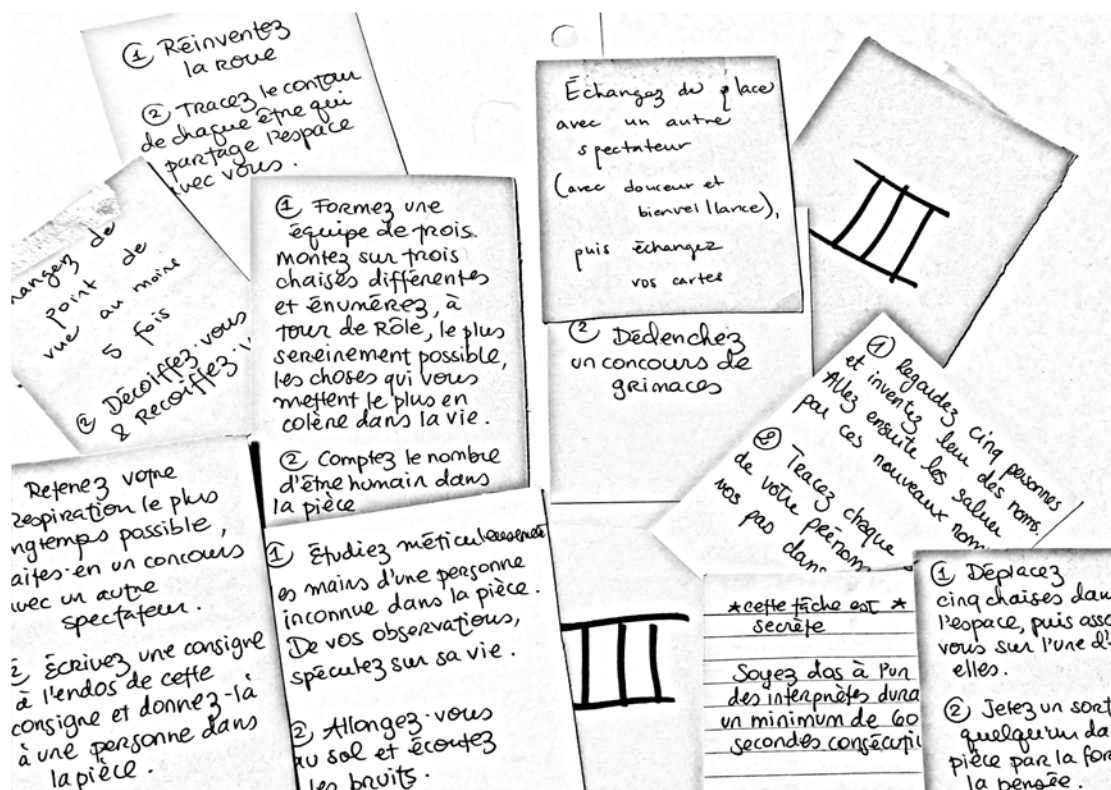 ① Réinventez
la roue
② Tracez le contour
de chaque être qui
partage l'espace
avec vous.
Échangez de place
avec un autre
spectateur
(avec douceur et
bienveillance),
puis échangez
vos cartes
hangez de
point de
vue au moins
5 fois
② Décoiffez-vous
& Recoiffez
① Formez une
équipe de trois.
montez sur trois
chaises différentes
et énumérez, à
tour de Rôle, le plus
sereinement possible,
les choses qui vous
mettent le plus en
colère dans la vie.
② Comptez le nombre
d'être humain dans
la pièce
② Déclenchez
un concours de
grimaces
① Regardez cinq personnes
et inventez leur des noms.
Allez ensuite les saluer
par ces nouveaux nom
② Tracez chaque
de votre prénom
vos pas dans
Retenez votre
Respiration le plus
ngtemps possible,
aites-en un concours
avec un autre
spectateur.
② Écrivez une consigne
à l'endos de cette
consigne et donnez-là
à une personne dans
la pièce.
① Étudiez méticuleusement
es mains d'une personne
inconnue dans la pièce.
De vos observations,
spéculez sur sa vie.
② Allongez-vous
au sol et écoutez
les bruits.
*cette tâche est *
secrète
Soyez dos à l'un
des interprètes dura
un minimum de 60
secondes consécuti
① Déplacez
cinq chaises dans
l'espace, puis asse
vous sur l'une d'
elles.
② Jetez un sort
quelqu'un da
pièce par la for
la pensée.